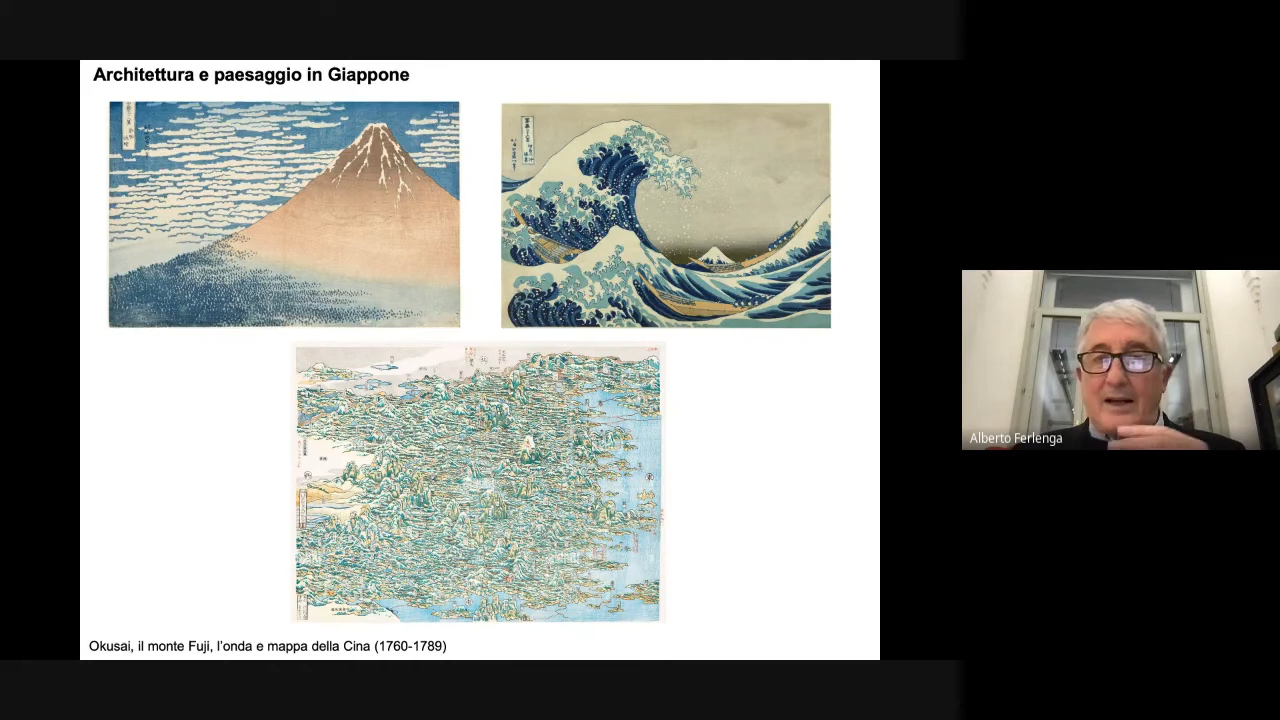 Architettura e paesaggio in Giappone
Alberto Ferlenga
Okusai, il monte Fuji, l'onda e mappa della Cina (1760-1789)